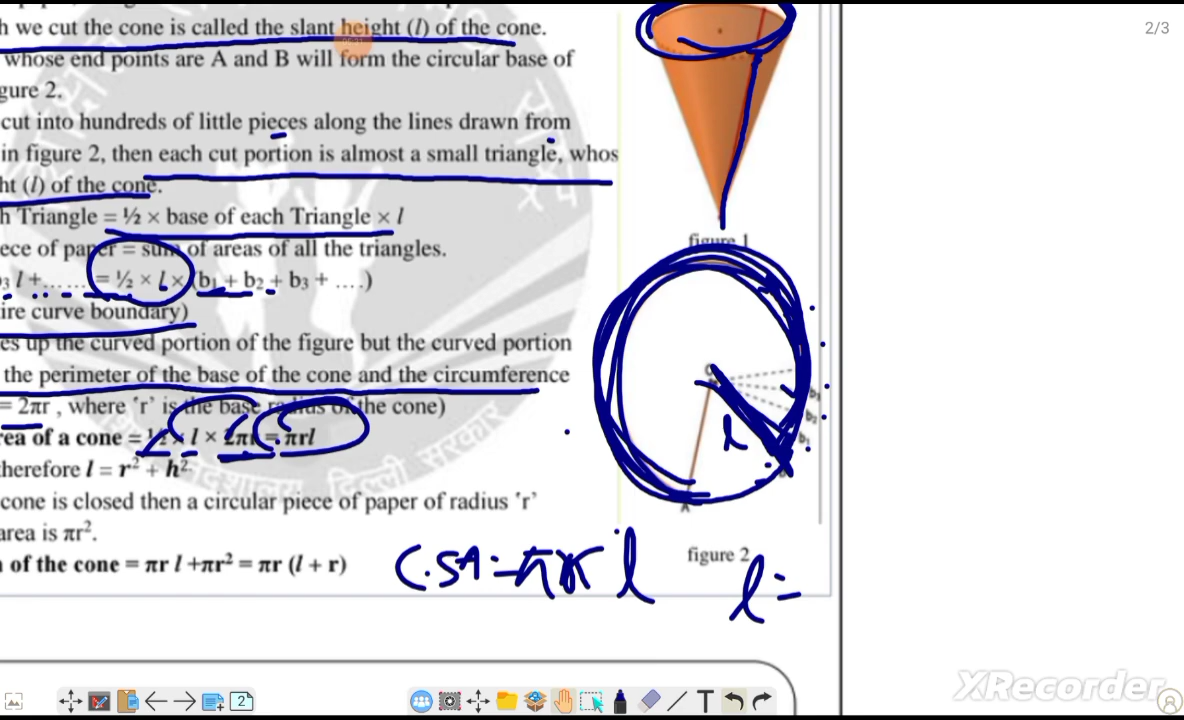 h we cut the cone is called the slant height (l) of the cone.
whose end points are A and B will form the circular base of
gure 2.
cut into hundreds of little pieces along the lines drawn from
in figure 2, then each cut portion is almost a small triangle, whos
ht (l) of the cone.
h Triangle = ½ × base of each Triangle × l
ece of paper = sum of areas of all the triangles.
₃ l +...... = ½ × l × (b₁ + b₂ + b₃ + ....)
ire curve boundary)
es up the curved portion of the figure but the curved portion
the perimeter of the base of the cone and the circumference
= 2πr , where 'r' is the base radius of the cone)
rea of a cone = ½ × l × 2πr = πrl
therefore l = r² + h²
cone is closed then a circular piece of paper of radius 'r'
area is πr².
of the cone = πr l +πr² = πr (l + r)
C.SA = πr l
l =
figure 1
l
A
b₁
figure 2
2/3
2
T
XRecorder